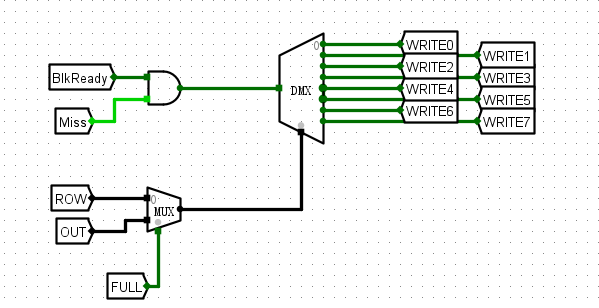 0
WRITE0
WRITE1
BlkReady
WRITE2
WRITE3
DMX
WRITE4
WRITE5
Miss
WRITE6
WRITE7
ROW
0
MUX
OUT
FULL